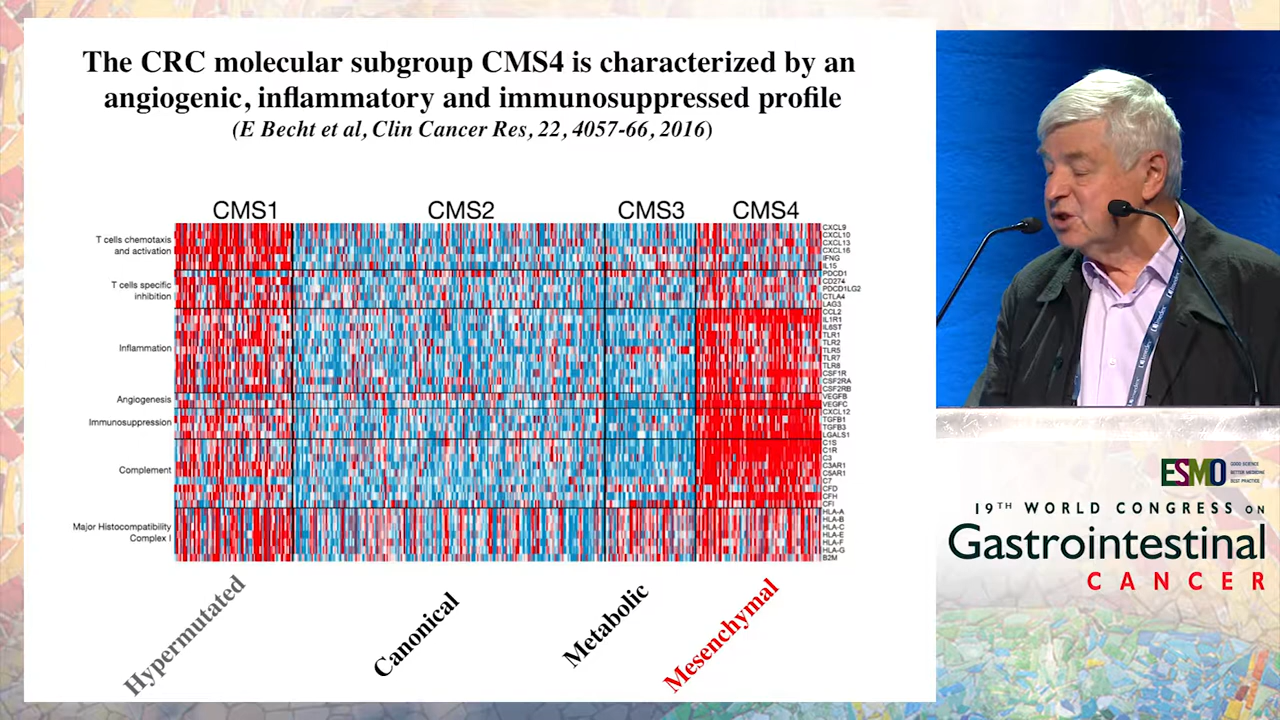 The CRC molecular subgroup CMS4 is characterized by an
angiogenic, inflammatory and immunosuppressed profile
(E Becht et al, Clin Cancer Res, 22, 4057-66, 2016)
CMS1 CMS2 CMS3 CMS4
T cells chemotaxis
and activation
T cells specific
inhibition
Inflammation
Angiogenesis
Immunosuppression
Complement
Major Histocompatibility
Complex I
CXCL9
CXCL10
CXCL13
CXCL16
IFNG
IL15
PDCD1
CD274
PDCD1LG2
CTLA4
LAG3
CCL2
IL1R1
IL6ST
TLR1
TLR2
TLR5
TLR7
TLR8
CSF1R
CSF2RA
CSF2RB
VEGFB
VEGFC
CXCL12
TGFB1
TGFB3
LGALS1
C1S
C1R
C3
C3AR1
C5AR1
C7
CFD
CFH
CFI
HLA-A
HLA-B
HLA-C
HLA-E
HLA-F
HLA-G
B2M
Hypermutated
Canonical
Metabolic
Mesenchymal
ESMO
GOOD SCIENCE
BETTER MEDICINE
BEST PRACTICE
19TH WORLD CONGRESS ON
Gastrointestinal
CANCER